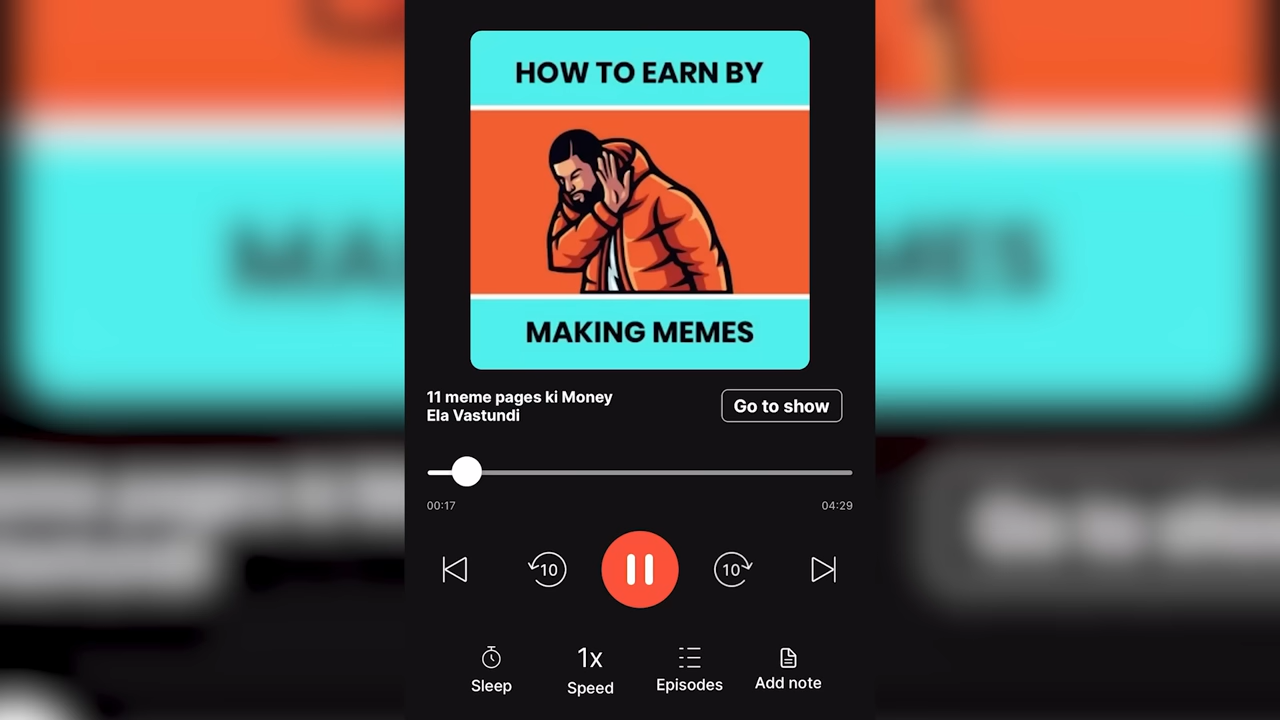 HOW TO EARN BY
MAKING MEMES
11 meme pages ki Money
Ela Vastundi
Go to show
00:17
04:29
10
10
1x
Sleep
Speed
Episodes
Add note